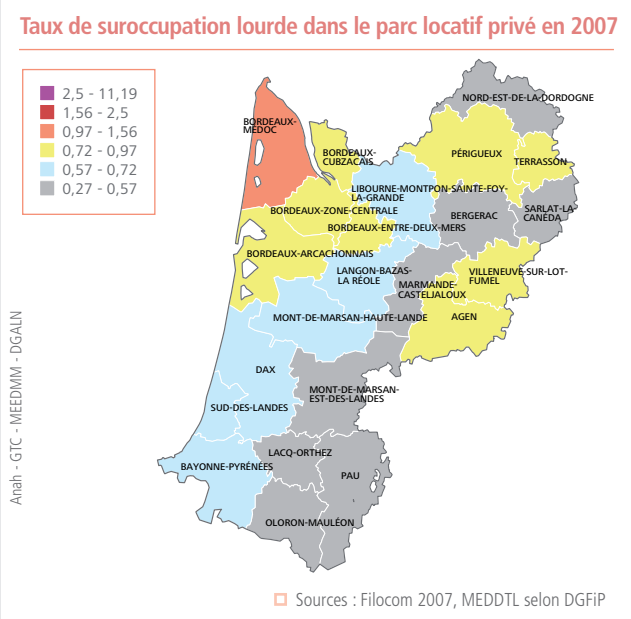 Taux de suroccupation lourde dans le parc locatif privé en 2007
2,5 - 11,19
1,56 - 2,5
0,97 - 1,56
0,72 - 0,97
0,57 - 0,72
0,27 - 0,57
NORD-EST-DE-LA-DORDOGNE
BORDEAUX-
MÉDOC
BORDEAUX-
CUBZACAIS
PÉRIGUEUX
TERRASSON
LIBOURNE-MONTPON-SAINTE-FOY-
LA-GRANDE
BORDEAUX-ZONE-CENTRALE
BERGERAC
SARLAT-LA-
CANÉDA
BORDEAUX-ENTRE-DEUX-MERS
BORDEAUX-ARCACHONNAIS
LANGON-BAZAS-
LA RÉOLE
VILLENEUVE-SUR-LOT-
FUMEL
MARMANDE-
CASTELJALOUX
MONT-DE-MARSAN-HAUTE-LANDE
AGEN
DAX
MONT-DE-MARSAN-
EST-DES-LANDES
SUD-DES-LANDES
LACQ-ORTHEZ
BAYONNE-PYRÉNÉES
PAU
OLORON-MAULÉON
Anah - GTC - MEEDMM - DGALN
Sources : Filocom 2007, MEDDTL selon DGFiP